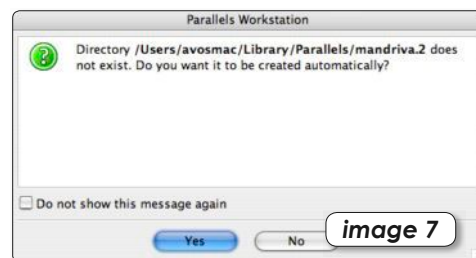 Parallels Workstation
Directory /Users/avosmac/Library/Parallels/mandriva.2 does
not exist. Do you want it to be created automatically?
Do not show this message again
Yes
No
image 7